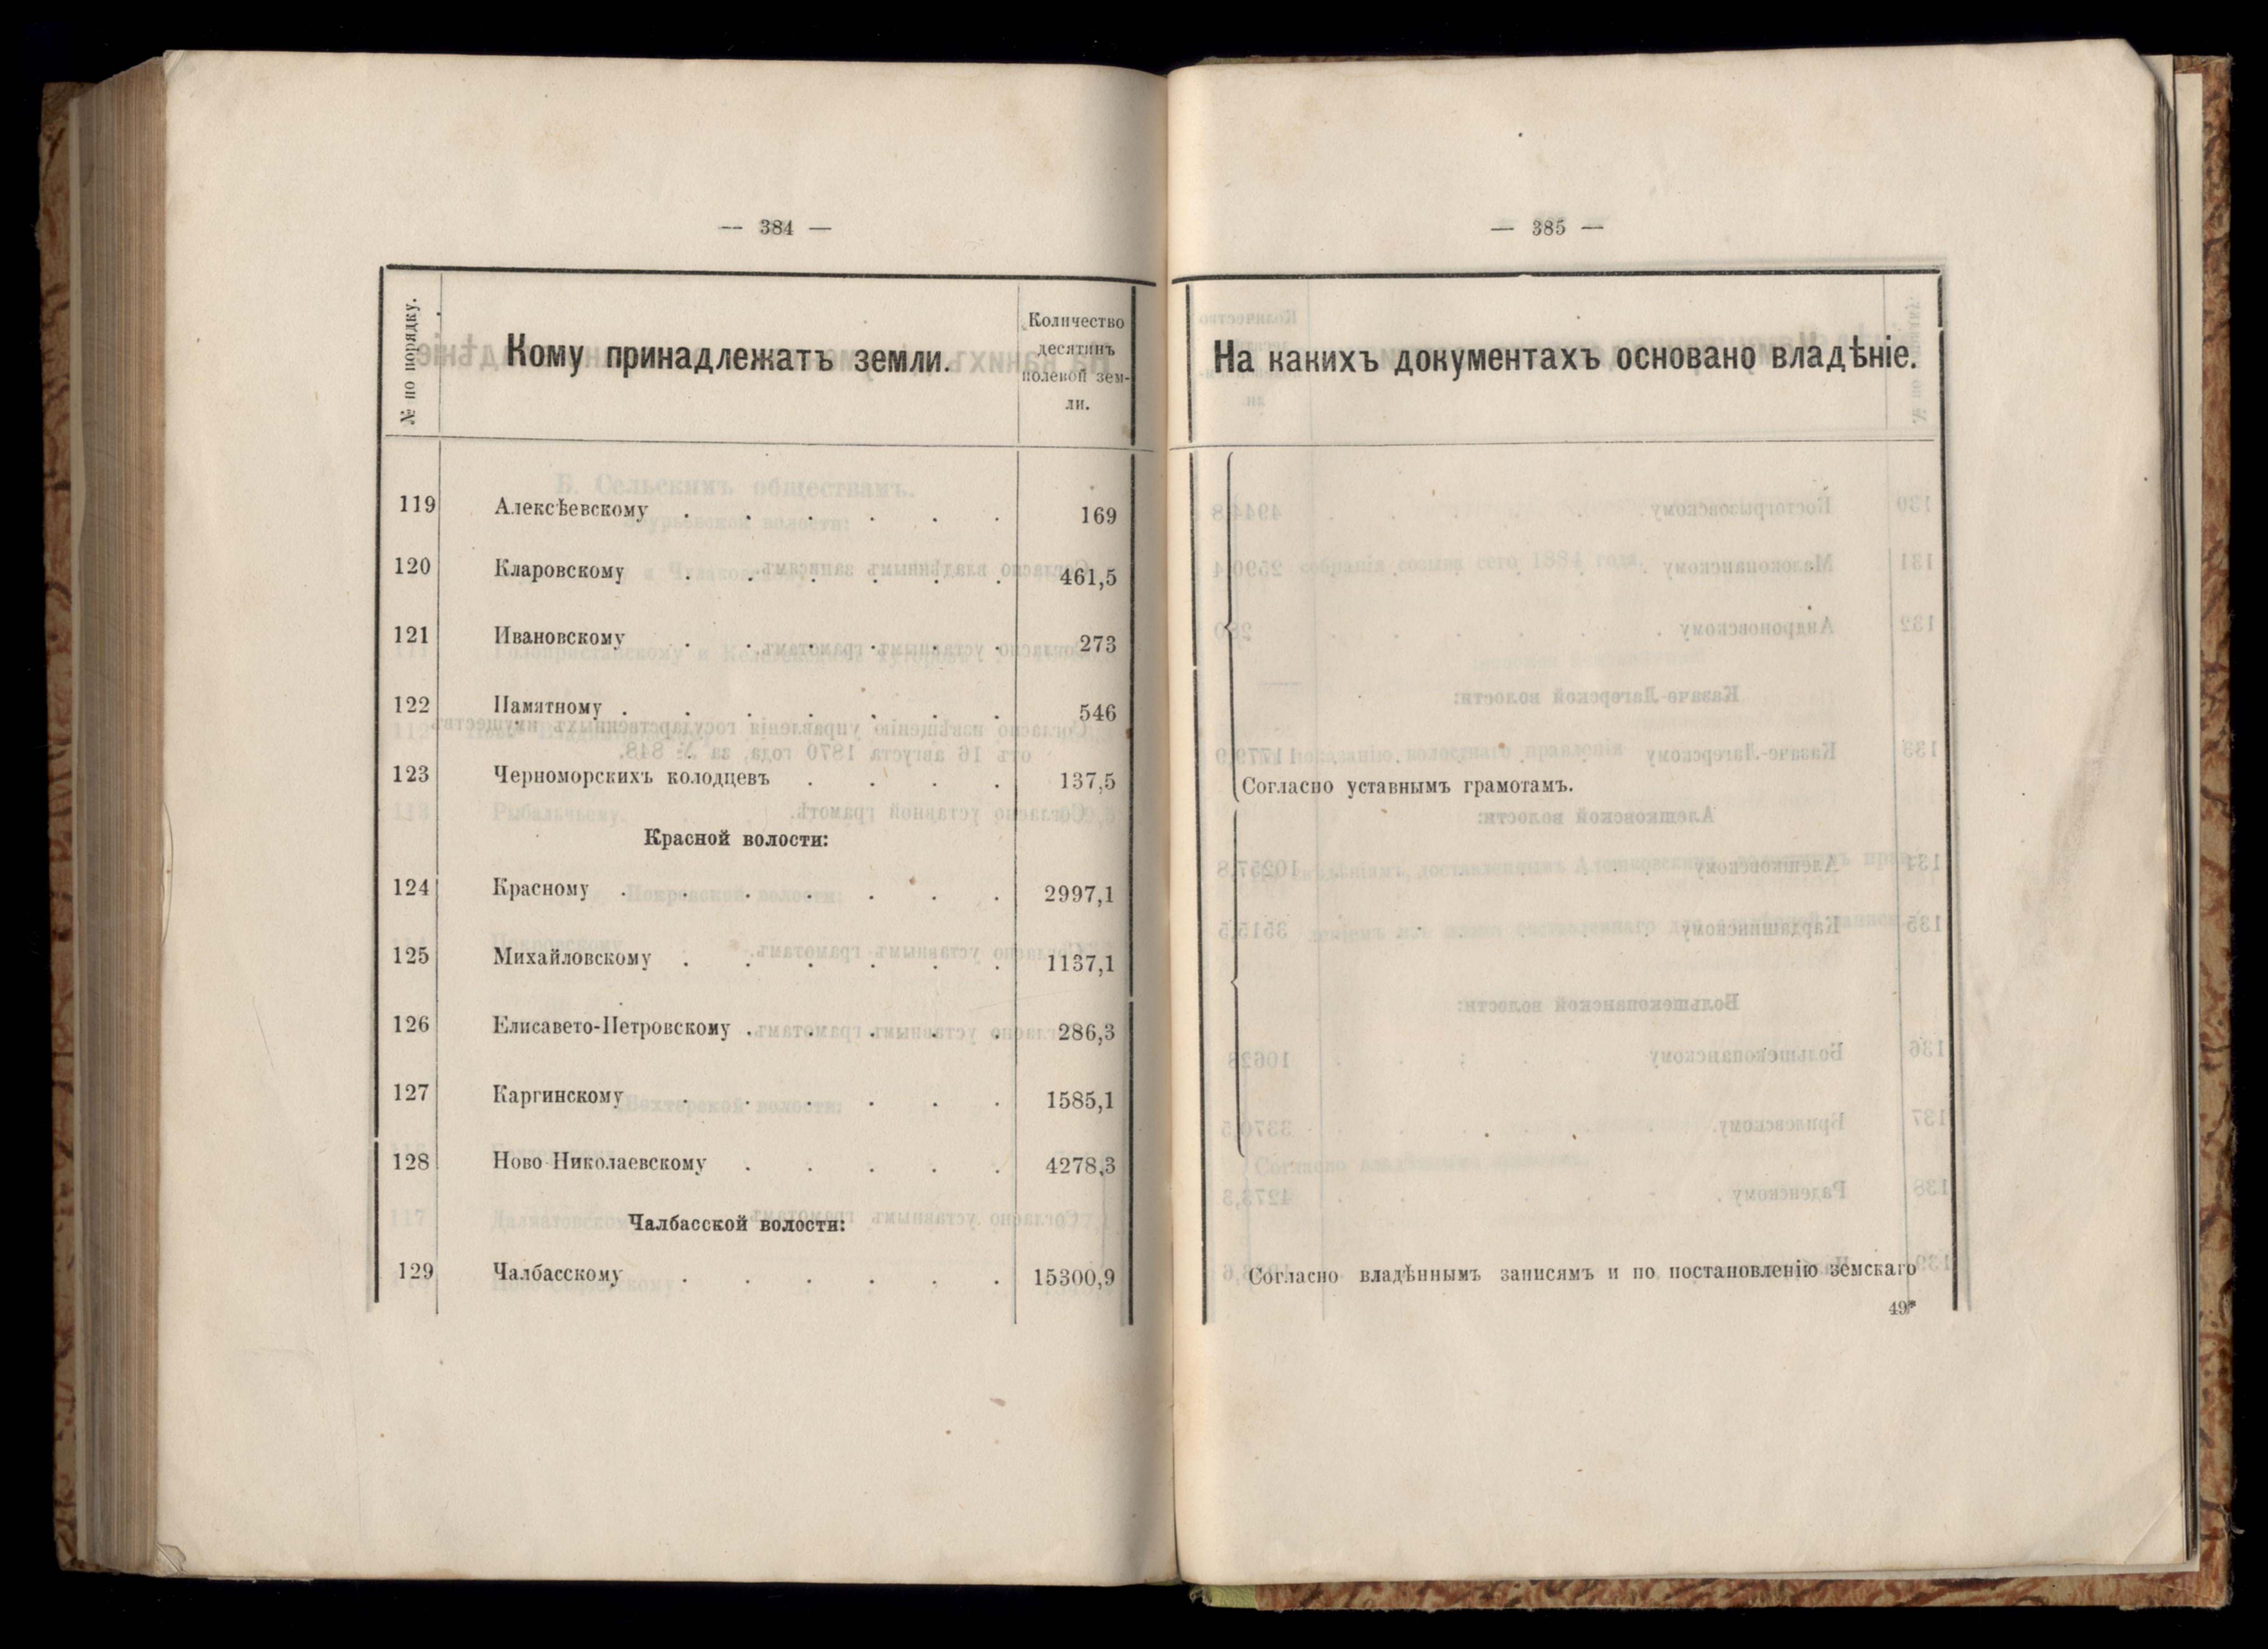 — 384 —
№ по порядку.
Кому принадлежатъ земли.
Количество
десятинъ
полевой зем-
ли.
119 Алексѣевскому . . . . . . 169
120 Кларовскому . . . . . . 461,5
121 Ивановскому . . . . . . 273
122 Памятному . . . . . . . 546
123 Черноморскихъ колодцевъ . . . . 137,5
Красной волости:
124 Красному . . . . . . . 2997,1
125 Михайловскому . . . . . . 1137,1
126 Елисавето-Петровскому . . . . . 286,3
127 Каргинскому . . . . . . 1585,1
128 Ново-Николаевскому . . . . . 4278,3
Чалбасской волости:
129 Чалбасскому . . . . . . 15300,9
— 385 —
На какихъ документахъ основано владѣніе.
Согласно уставнымъ грамотамъ.
Согласно владѣннымъ записямъ и по постановленію земскаго
49*